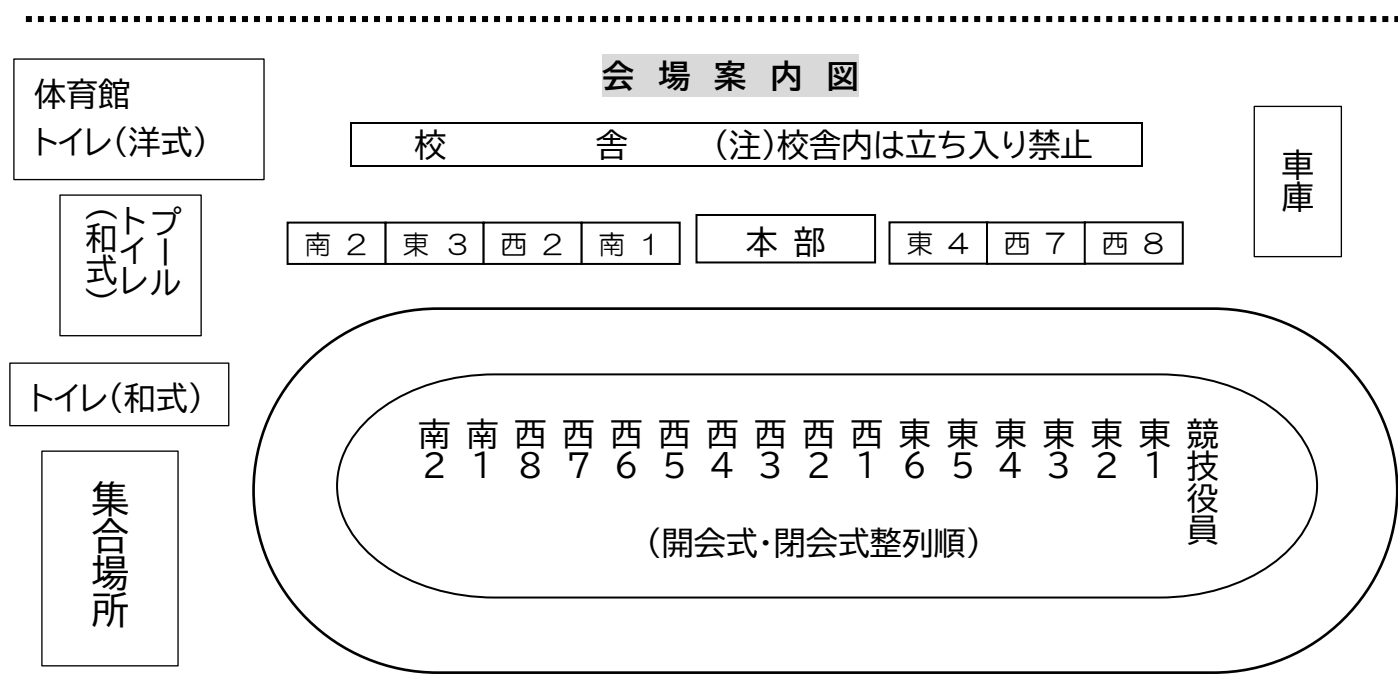 会 場 案 内 図
体育館
トイレ(洋式)
校 舎 (注)校舎内は立ち入り禁止
車庫
プール
トイレ
(和式)
南 2 東 3 西 2 南 1 本 部 東 4 西 7 西 8
トイレ(和式)
集合場所
南2 南1 西8 西7 西6 西5 西4 西3 西2 西1 東6 東5 東4 東3 東2 東1 競技役員
(開会式・閉会式整列順)